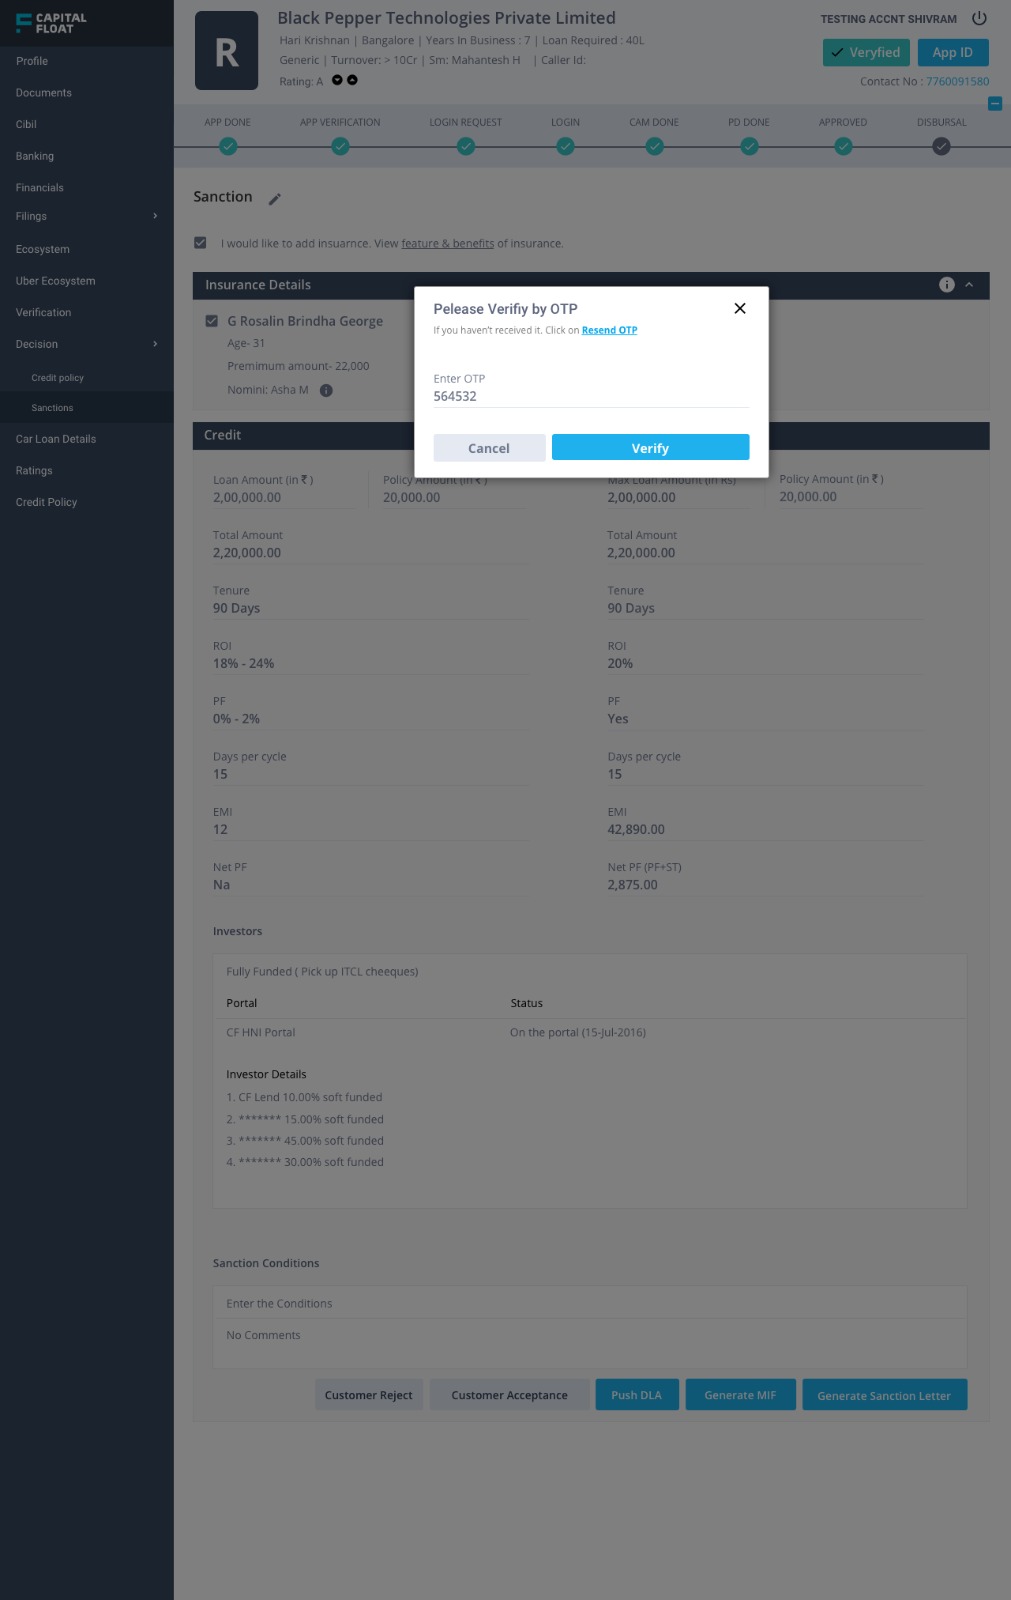 CAPITAL
FLOAT
Profile
Documents
Cibil
Banking
Financials
Filings
Ecosystem
Uber Ecosystem
Verification
Decision
Credit policy
Sanctions
Car Loan Details
Ratings
Credit Policy
R
Black Pepper Technologies Private Limited
Hari Krishnan | Bangalore | Years In Business : 7 | Loan Required : 40L
Generic | Turnover: > 10Cr | Sm: Mahantesh H | Caller Id:
Rating: A
TESTING ACCNT SHIVRAM
Veryfied
App ID
Contact No : 7760091580
APP DONE
APP VERIFICATION
LOGIN REQUEST
LOGIN
CAM DONE
PD DONE
APPROVED
DISBURSAL
Sanction
I would like to add insuarnce. View feature & benefits of insurance.
Insurance Details
G Rosalin Brindha George
Age- 31
Premimum amount- 22,000
Nomini: Asha M
Pelease Verifiy by OTP
If you haven't received it. Click on Resend OTP
Enter OTP
564532
Cancel
Verify
Credit
Loan Amount (in ₹ )
2,00,000.00
Policy Amount (in ₹ )
20,000.00
Max Loan Amount (in Rs)
2,00,000.00
Policy Amount (in ₹ )
20,000.00
Total Amount
2,20,000.00
Total Amount
2,20,000.00
Tenure
90 Days
Tenure
90 Days
ROI
18% - 24%
ROI
20%
PF
0% - 2%
PF
Yes
Days per cycle
15
Days per cycle
15
EMI
12
EMI
42,890.00
Net PF
Na
Net PF (PF+ST)
2,875.00
Investors
Fully Funded ( Pick up ITCL cheeques)
Portal
Status
CF HNI Portal
On the portal (15-Jul-2016)
Investor Details
1. CF Lend 10.00% soft funded
2. ******* 15.00% soft funded
3. ******* 45.00% soft funded
4. ******* 30.00% soft funded
Sanction Conditions
Enter the Conditions
No Comments
Customer Reject
Customer Acceptance
Push DLA
Generate MIF
Generate Sanction Letter